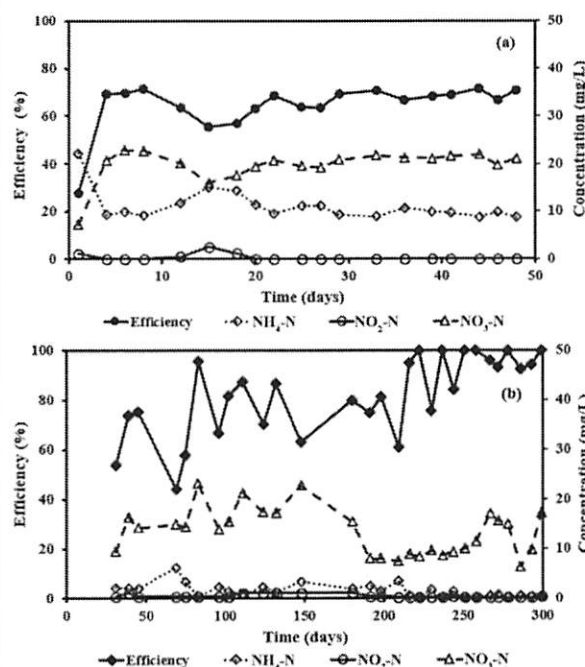 (a)
Efficiency (%)
100
80
60
40
20
0
Concentration (mg/L)
50
40
30
20
10
0
0 10 20 30 40 50
Time (days)
Efficiency NH₄-N NO₂-N NO₃-N
(b)
Efficiency (%)
100
80
60
40
20
0
Concentration (mg/L)
50
40
30
20
10
0
0 50 100 150 200 250 300
Time (days)
Efficiency NH₄-N NO₂-N NO₃-N